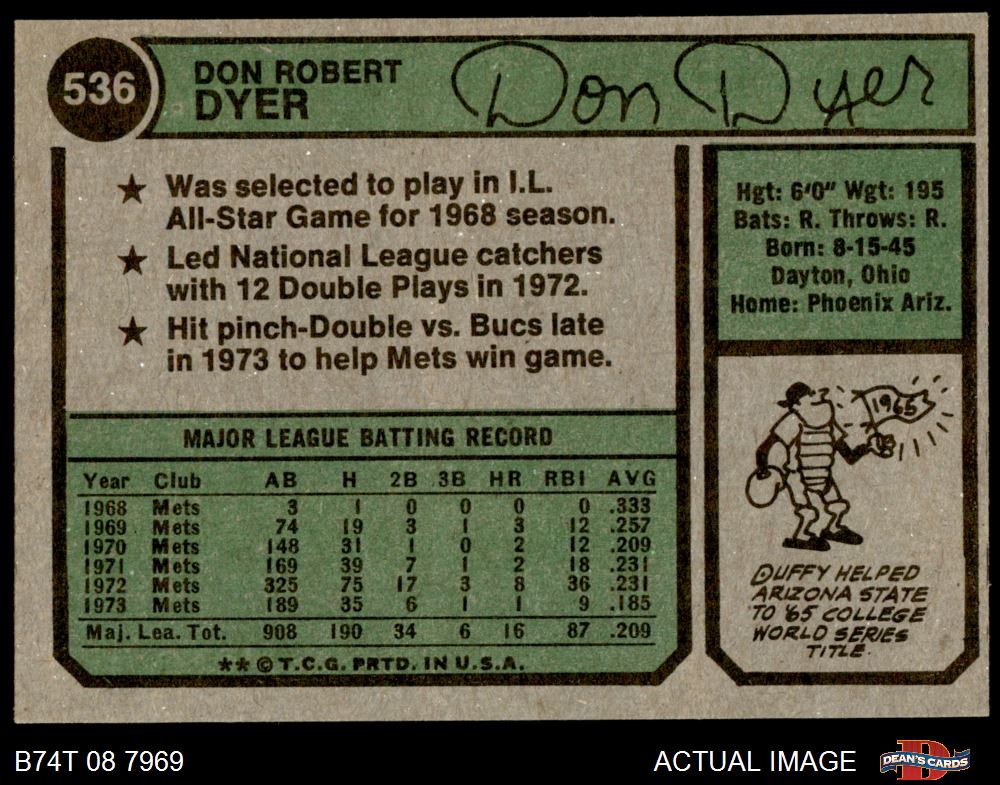 536
DON ROBERT
DYER
Don Dyer
★ Was selected to play in I.L.
All-Star Game for 1968 season.
★ Led National League catchers
with 12 Double Plays in 1972.
★ Hit pinch-Double vs. Bucs late
in 1973 to help Mets win game.
Hgt: 6'0" Wgt: 195
Bats: R. Throws: R.
Born: 8-15-45
Dayton, Ohio
Home: Phoenix Ariz.
MAJOR LEAGUE BATTING RECORD
Year Club AB H 2B 3B HR RBI AVG
1968 Mets 3 1 0 0 0 0 .333
1969 Mets 74 19 3 1 3 12 .257
1970 Mets 148 31 1 0 2 12 .209
1971 Mets 169 39 7 1 2 18 .231
1972 Mets 325 75 17 3 8 36 .231
1973 Mets 189 35 6 1 1 9 .185
Maj. Lea. Tot. 908 190 34 6 16 87 .209
** © T.C.G. PRTD. IN U.S.A.
1965
DUFFY HELPED
ARIZONA STATE
TO '65 COLLEGE
WORLD SERIES
TITLE.
B74T 08 7969
ACTUAL IMAGE
D
DEAN'S CARDS